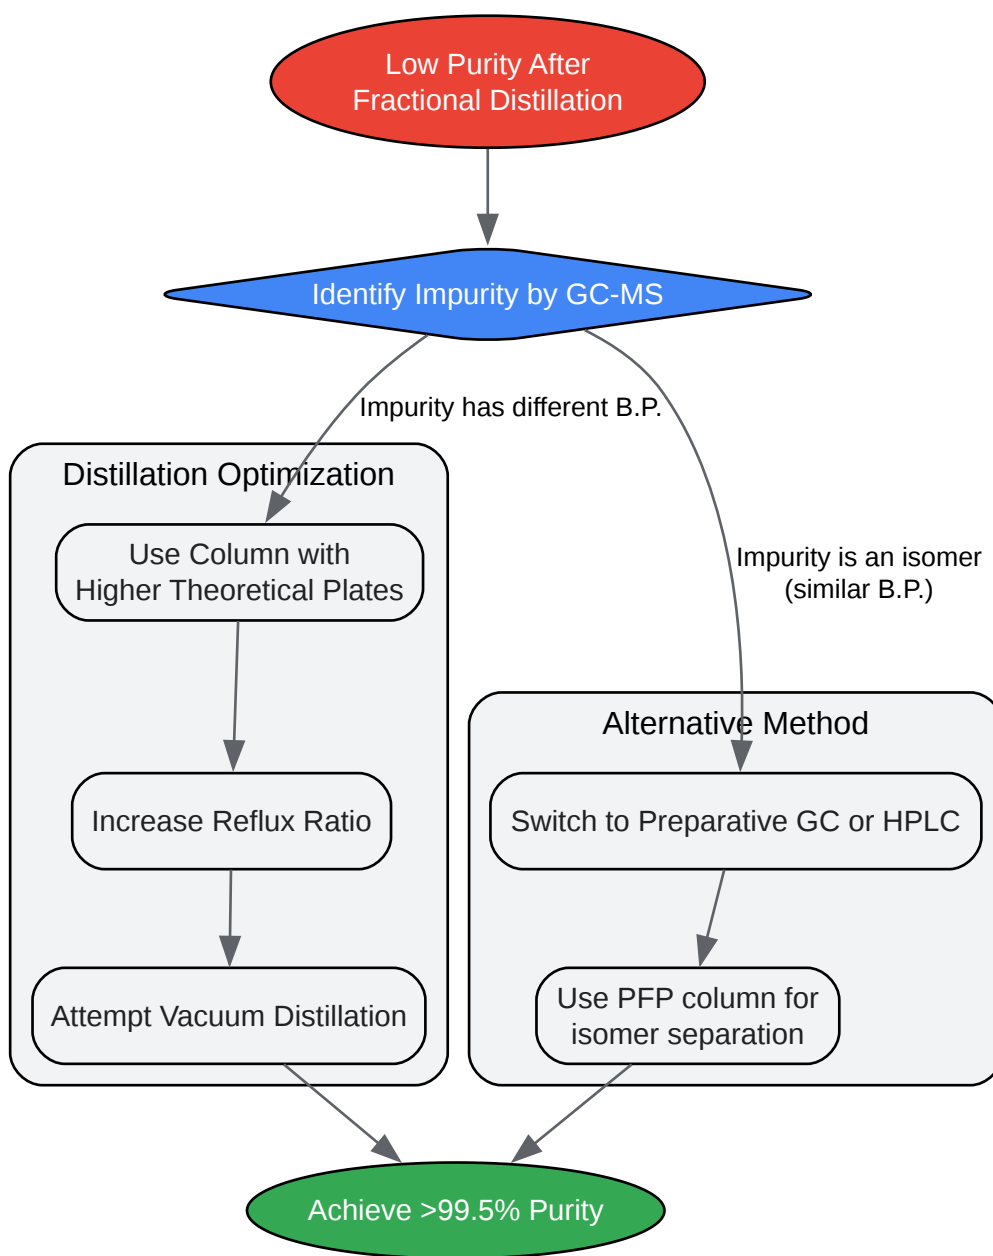 Low Purity After
Fractional Distillation
Identify Impurity by GC-MS
Impurity has different B.P.
Distillation Optimization
Use Column with
Higher Theoretical Plates
Increase Reflux Ratio
Attempt Vacuum Distillation
Impurity is an isomer
(similar B.P.)
Alternative Method
Switch to Preparative GC or HPLC
Use PFP column for
isomer separation
Achieve >99.5% Purity